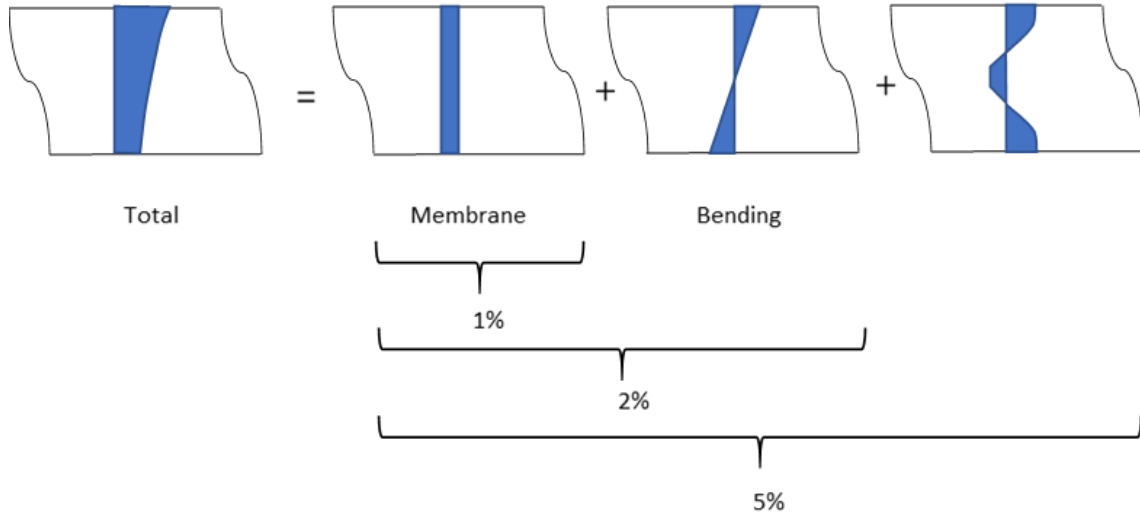 =
+
+
Total
Membrane
Bending
1%
2%
5%